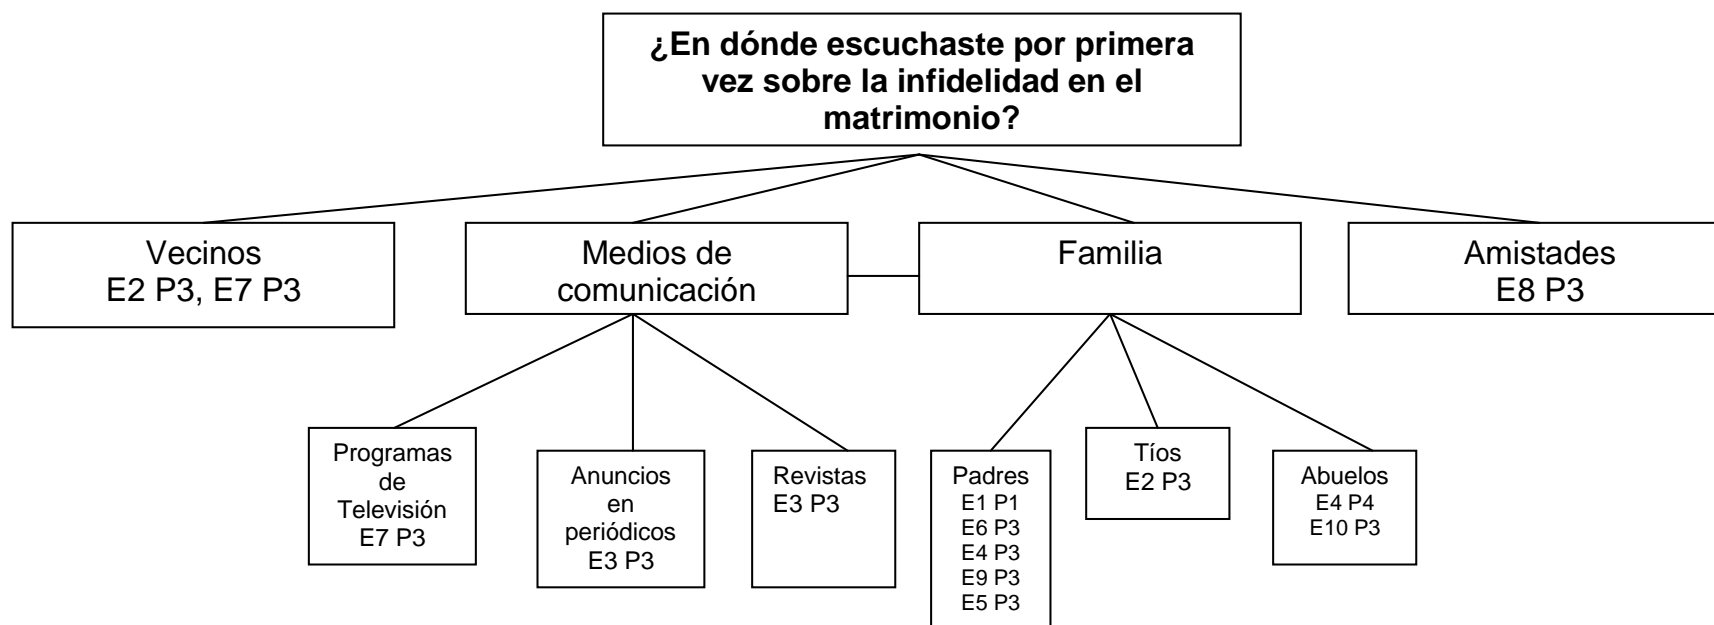 ¿En dónde escuchaste por primera
vez sobre la infidelidad en el
matrimonio?
Vecinos
E2 P3, E7 P3
Medios de
comunicación
Familia
Amistades
E8 P3
Programas
de
Televisión
E7 P3
Anuncios
en
periódicos
E3 P3
Revistas
E3 P3
Padres
E1 P1
E6 P3
E4 P3
E9 P3
E5 P3
Tíos
E2 P3
Abuelos
E4 P4
E10 P3